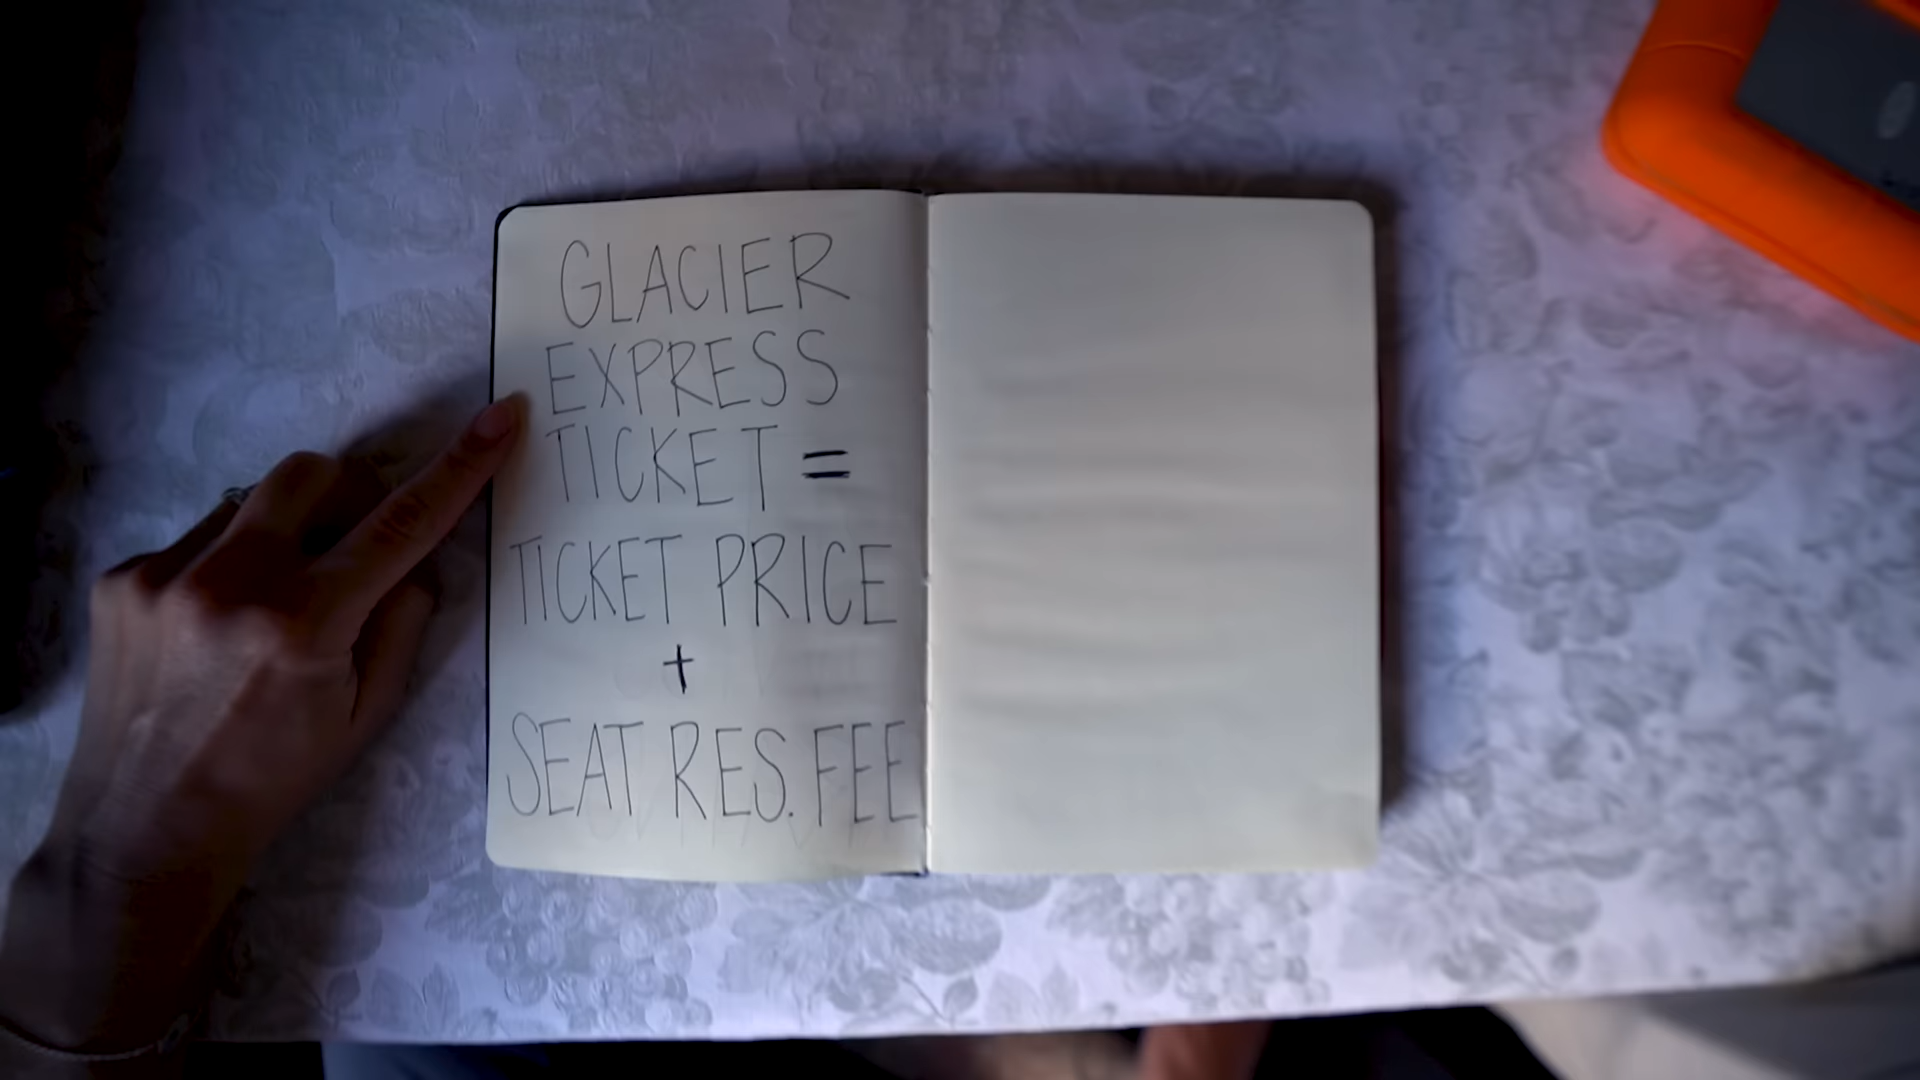 GLACIER
EXPRESS
TICKET =
TICKET PRICE
+
SEAT RES. FEE